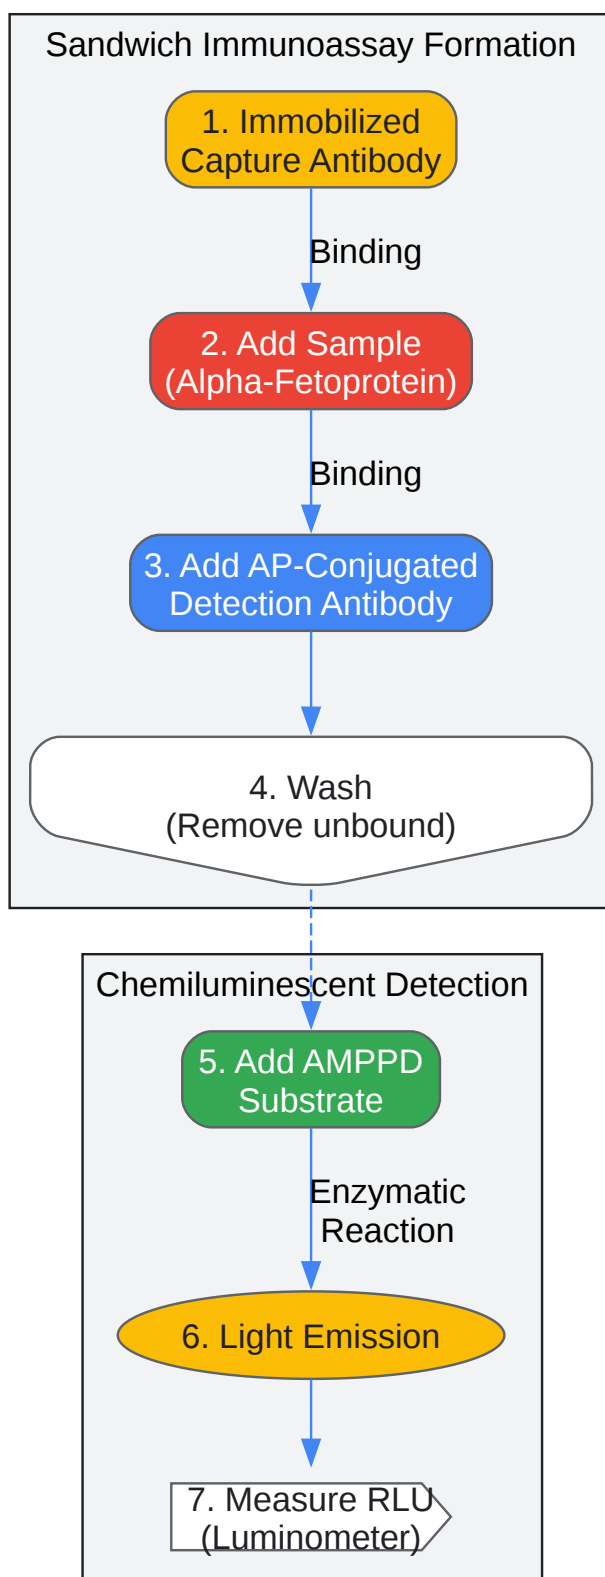 Sandwich Immunoassay Formation
1. Immobilized
Capture Antibody
Binding
2. Add Sample
(Alpha-Fetoprotein)
Binding
3. Add AP-Conjugated
Detection Antibody
4. Wash
(Remove unbound)
Chemiluminescent Detection
5. Add AMPPD
Substrate
Enzymatic
Reaction
6. Light Emission
7. Measure RLU
(Luminometer)